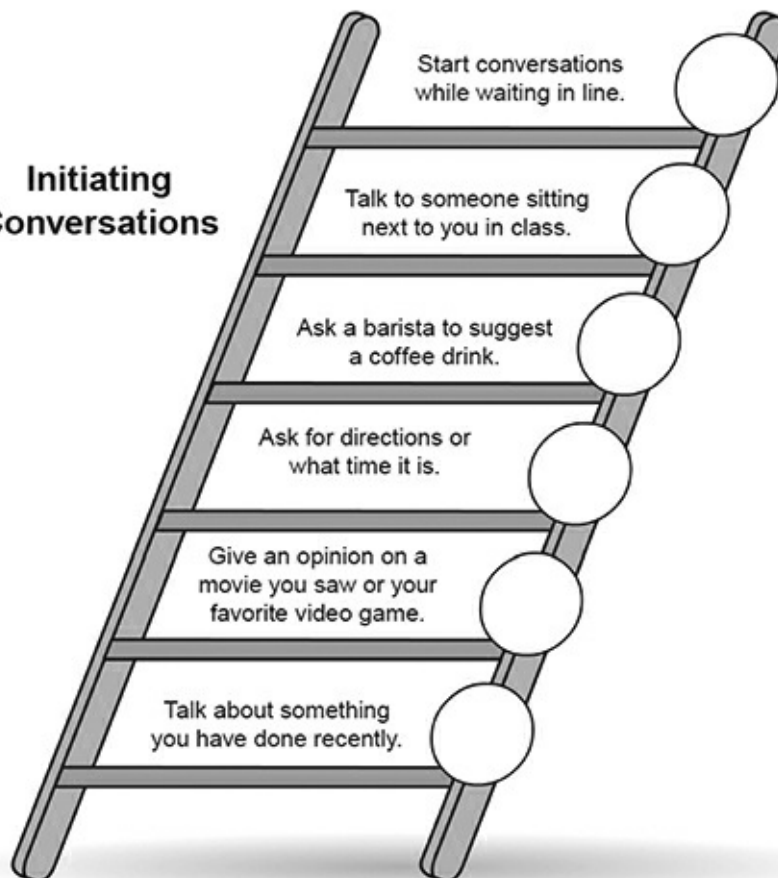 Initiating
Conversations
Start conversations
while waiting in line.
Talk to someone sitting
next to you in class.
Ask a barista to suggest
a coffee drink.
Ask for directions or
what time it is.
Give an opinion on a
movie you saw or your
favorite video game.
Talk about something
you have done recently.